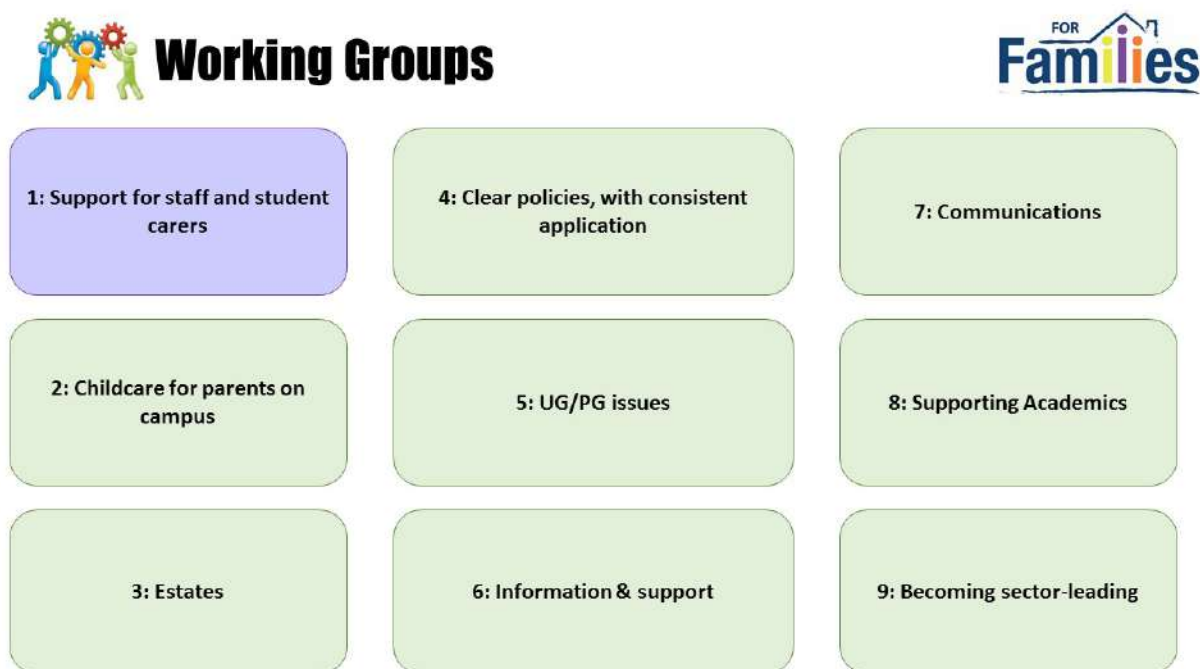 Working Groups
FOR
Families
1: Support for staff and student
carers
4: Clear policies, with consistent
application
7: Communications
2: Childcare for parents on
campus
5: UG/PG issues
8: Supporting Academics
3: Estates
6: Information & support
9: Becoming sector-leading